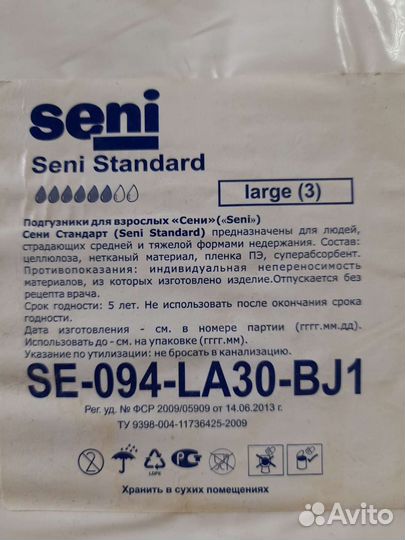 seni
Seni Standard
large (3)
Подгузники для взрослых «Сени»(«Seni»)
Сени Стандарт (Seni Standard) предназначены для людей,
страдающих средней и тяжелой формами недержания. Состав:
целлюлоза, нетканый материал, пленка ПЭ, суперабсорбент.
Противопоказания: индивидуальная непереносимость
материалов, из которых изготовлено изделие.Отпускается без
рецепта врача.
Срок годности: 5 лет. Не использовать после окончания срока
годности.
Дата изготовления - см. в номере партии (гггг.мм.дд).
Использовать до - см. на упаковке (гггг.мм).
Указание по утилизации: не бросать в канализацию.
SE-094-LA30-BJ1
Рег. уд. № ФСР 2009/05909 от 14.06.2013 г.
ТУ 9398-004-11736425-2009
LDPE
Хранить в сухих помещениях
Avito